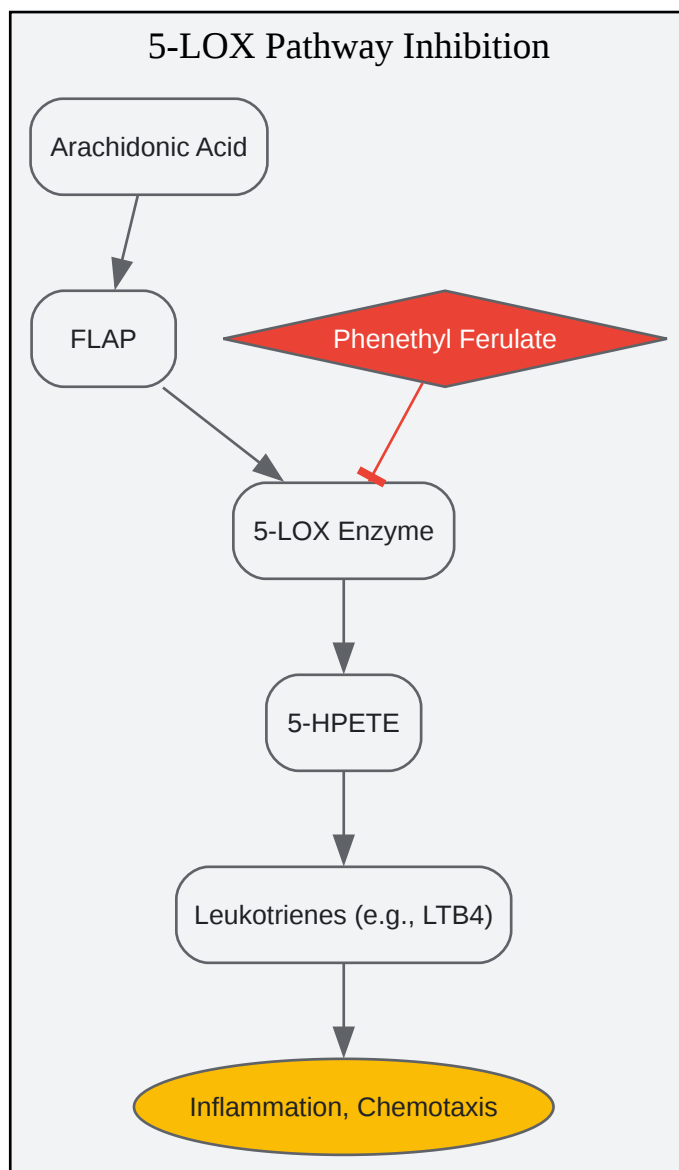 5-LOX Pathway Inhibition
Arachidonic Acid
FLAP
Phenethyl Ferulate
5-LOX Enzyme
5-HPETE
Leukotrienes (e.g., LTB4)
Inflammation, Chemotaxis